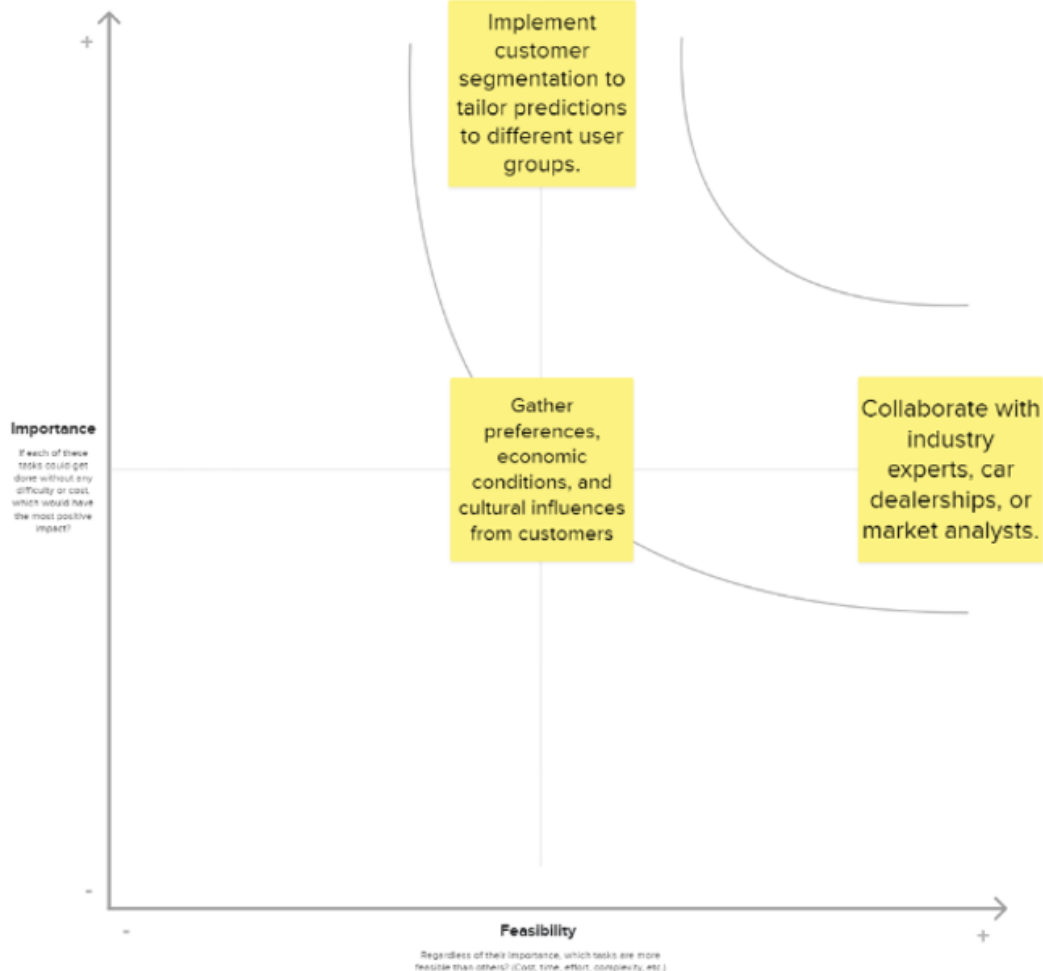 +
Implement
customer
segmentation to
tailor predictions
to different user
groups.
Gather
preferences,
economic
conditions, and
cultural influences
from customers
Collaborate with
industry
experts, car
dealerships, or
market analysts.
Importance
If each of these
tasks could get
done without any
difficulty or cost,
which would have
the most positive
impact?
-
-
Feasibility
+
Regardless of their importance, which tasks are more
feasible than others? (Cost, time, effort, complexity, etc.)